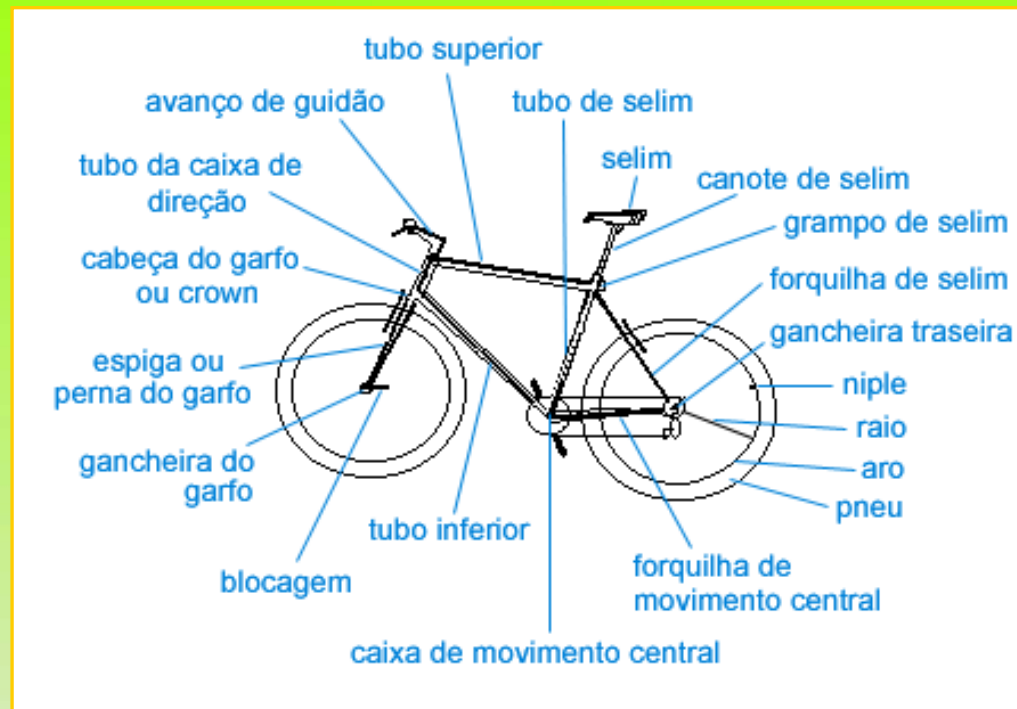 tubo superior
avanço de guidão
tubo de selim
tubo da caixa de
direção
selim
canote de selim
grampo de selim
cabeça do garfo
ou crown
forquilha de selim
gancheira traseira
espiga ou
perna do garfo
niple
raio
gancheira do
garfo
aro
pneu
tubo inferior
blocagem
forquilha de
movimento central
caixa de movimento central